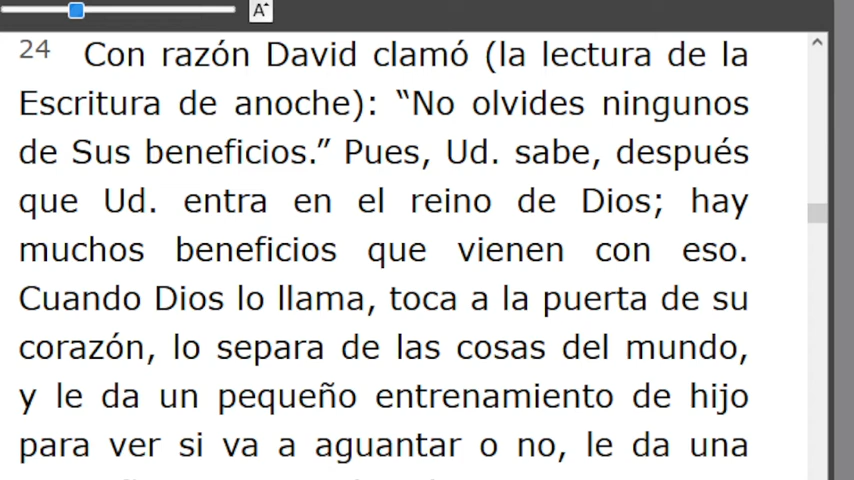 24 Con razón David clamó (la lectura de la
Escritura de anoche): “No olvides ningunos
de Sus beneficios.” Pues, Ud. sabe, después
que Ud. entra en el reino de Dios; hay
muchos beneficios que vienen con eso.
Cuando Dios lo llama, toca a la puerta de su
corazón, lo separa de las cosas del mundo,
y le da un pequeño entrenamiento de hijo
para ver si va a aguantar o no, le da una